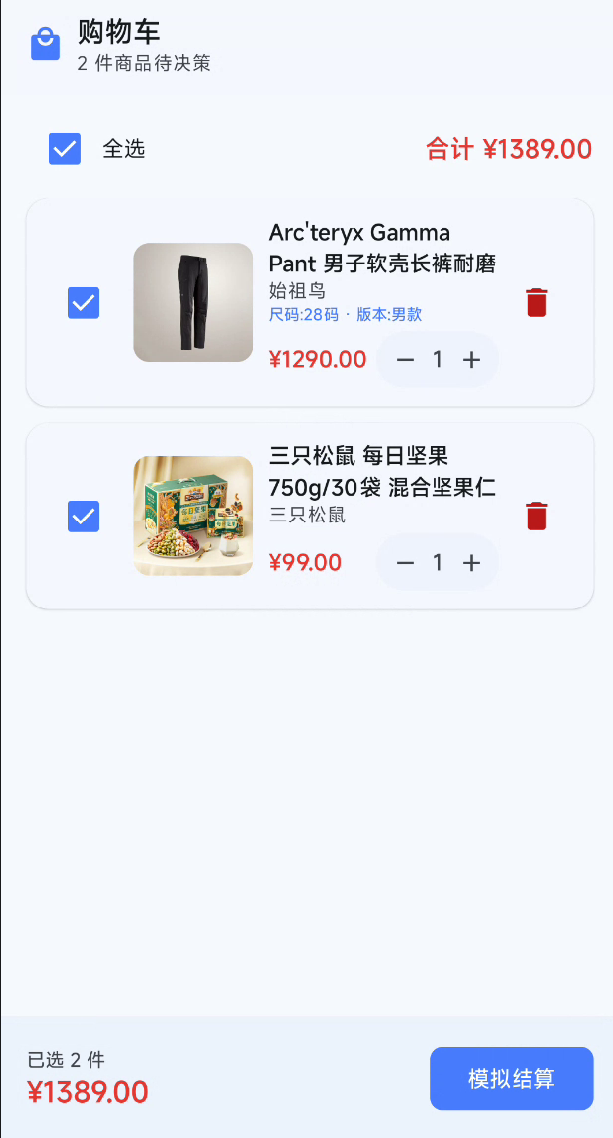 购物车
2 件商品待决策
全选
合计 ¥1389.00
Arc'teryx Gamma
Pant 男子软壳长裤耐磨
始祖鸟
尺码:28码 · 版本:男款
¥1290.00
1
三只松鼠 每日坚果
750g/30袋 混合坚果仁
三只松鼠
¥99.00
1
已选 2 件
¥1389.00
模拟结算